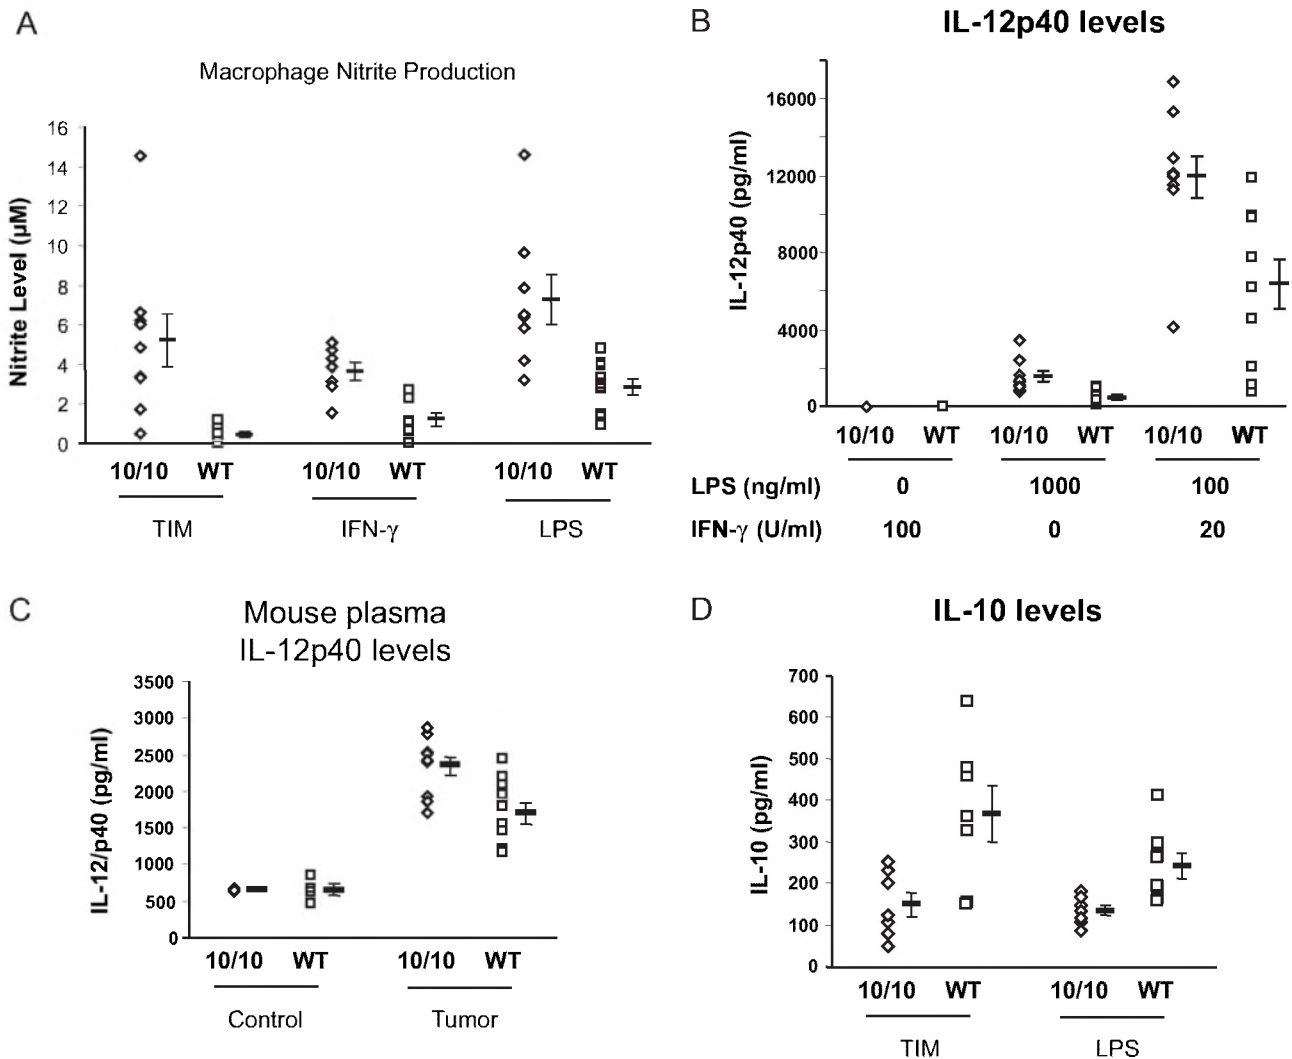 A
Macrophage Nitrite Production
Nitrite Level (μM)
16
14
12
10
8
6
4
2
0
10/10 WT 10/10 WT 10/10 WT
TIM IFN-γ LPS
B
IL-12p40 levels
IL-12p40 (pg/ml)
16000
12000
8000
4000
0
10/10 WT 10/10 WT 10/10 WT
LPS (ng/ml) 0 1000 100
IFN-γ (U/ml) 100 0 20
C
Mouse plasma
IL-12p40 levels
IL-12/p40 (pg/ml)
3500
3000
2500
2000
1500
1000
500
0
10/10 WT 10/10 WT
Control Tumor
D
IL-10 levels
IL-10 (pg/ml)
700
600
500
400
300
200
100
0
10/10 WT 10/10 WT
TIM LPS